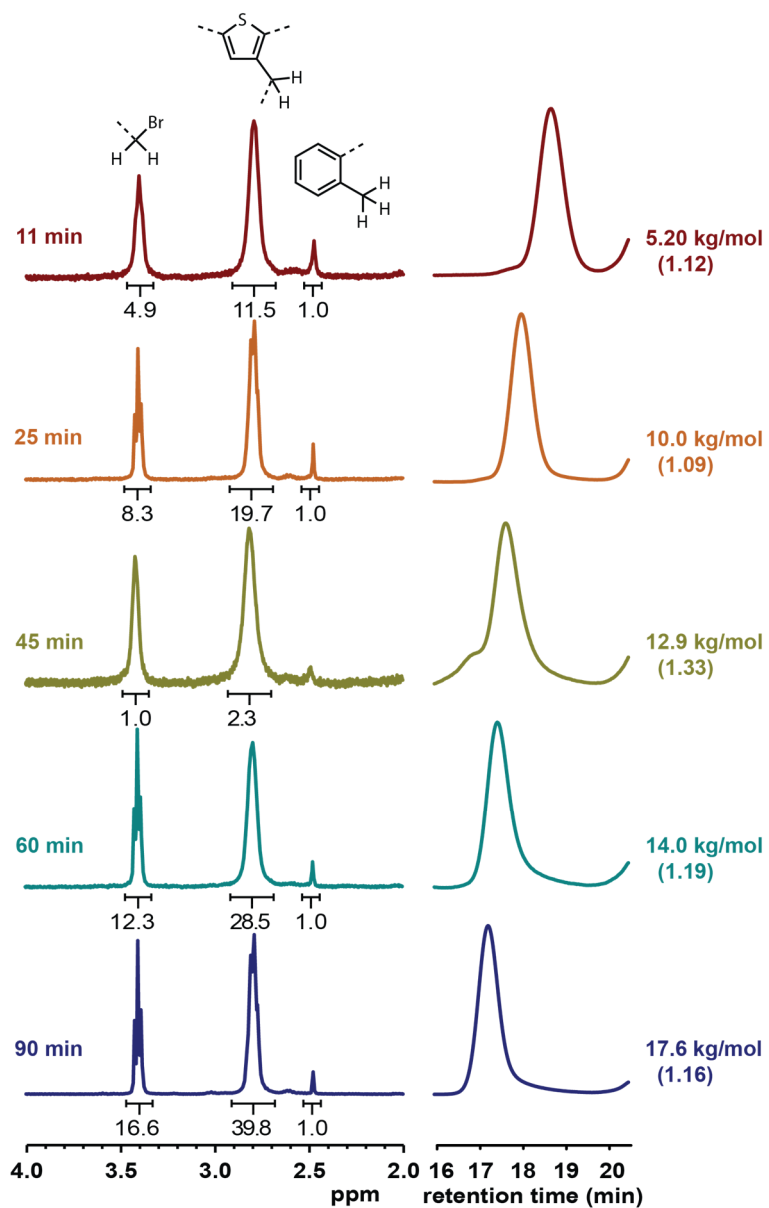 S
H
H
Br
H H
H
H
H
11 min
5.20 kg/mol
(1.12)
4.9 11.5 1.0
25 min
10.0 kg/mol
(1.09)
8.3 19.7 1.0
45 min
12.9 kg/mol
(1.33)
1.0 2.3
60 min
14.0 kg/mol
(1.19)
12.3 28.5 1.0
90 min
17.6 kg/mol
(1.16)
16.6 39.8 1.0
4.0 3.5 3.0 2.5 2.0 16 17 18 19 20
ppm retention time (min)